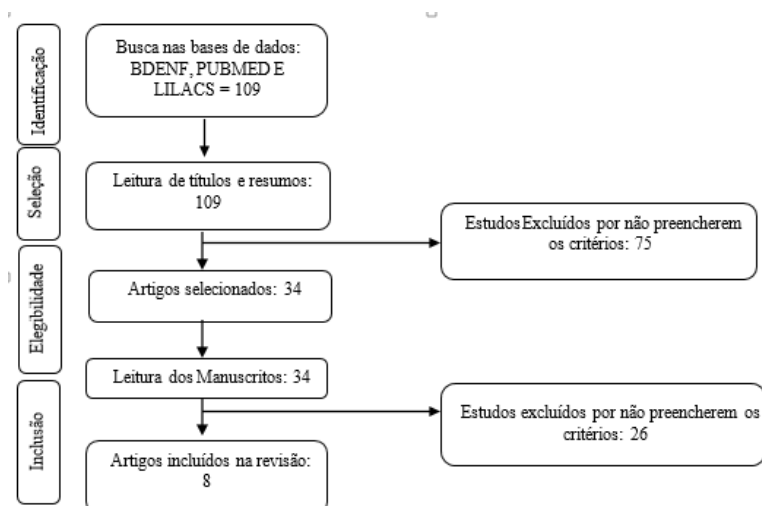 Identificação
Busca nas bases de dados:
BDENF, PUBMED E
LILACS = 109
Seleção
Leitura de títulos e resumos:
109
Estudos Excluídos por não preencherem
os critérios: 75
Elegibilidade
Artigos selecionados: 34
Leitura dos Manuscritos: 34
Inclusão
Estudos excluídos por não preencherem os
critérios: 26
Artigos incluídos na revisão:
8